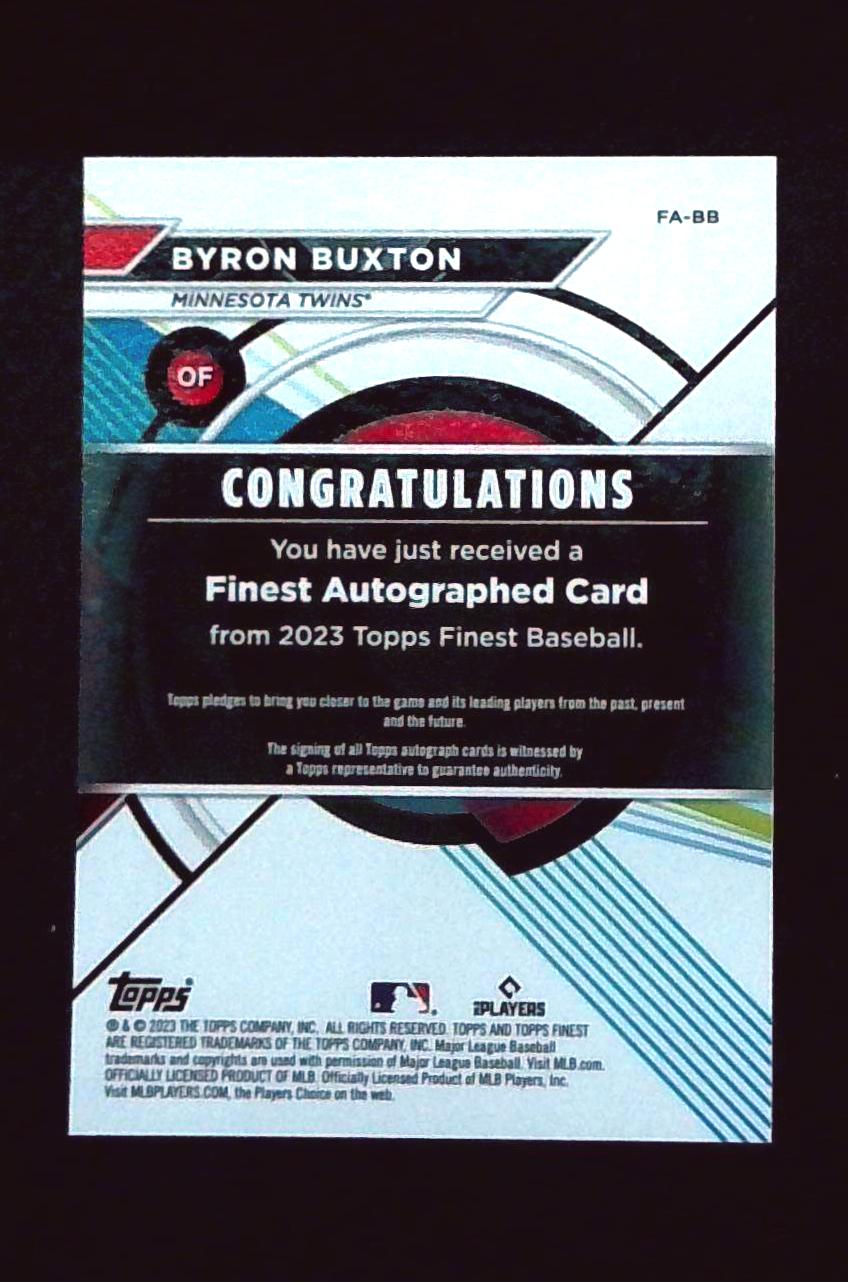 FA-BB
BYRON BUXTON
MINNESOTA TWINS®
OF
CONGRATULATIONS
You have just received a
Finest Autographed Card
from 2023 Topps Finest Baseball.
Topps pledges to bring you closer to the game and its leading players from the past, present
and the future.
The signing of all Topps autograph cards is witnessed by
a Topps representative to guarantee authenticity.
topps®
PLAYERS
® & © 2023 THE TOPPS COMPANY, INC. ALL RIGHTS RESERVED. TOPPS AND TOPPS FINEST
ARE REGISTERED TRADEMARKS OF THE TOPPS COMPANY, INC. Major League Baseball
trademarks and copyrights are used with permission of Major League Baseball. Visit MLB.com.
OFFICIALLY LICENSED PRODUCT OF MLB. Officially Licensed Product of MLB Players, Inc.
Visit MLBPLAYERS.COM, the Players Choice on the web.